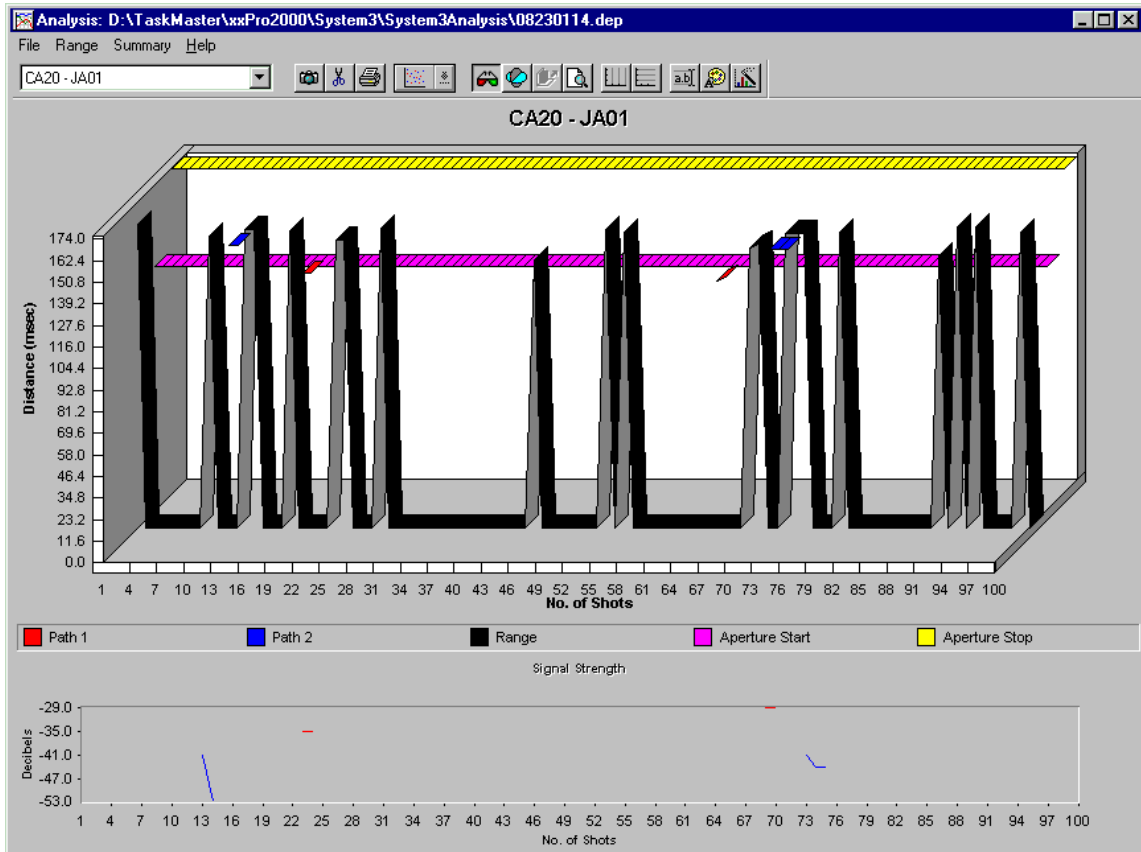 Analysis: D:\TaskMaster\xxPro2000\System3\System3Analysis\08230114.dep
File Range Summary Help
CA20 - JA01
a.b
CA20 - JA01
Distance (msec)
174.0
162.4
150.8
139.2
127.6
116.0
104.4
92.8
81.2
69.6
58.0
46.4
34.8
23.2
11.6
0.0
1 4 7 10 13 14 19 22 25 28 31 34 37 40 43 46 49 52 55 58 61 64 67 70 73 76 79 82 85 88 91 94 97 100
No. of Shots
Path 1 Path 2 Range Aperture Start Aperture Stop
Signal Strength
Decibels
-29.0
-35.0
-41.0
-47.0
-53.0
1 4 7 10 13 16 19 22 25 28 31 34 37 40 43 46 49 52 55 58 61 64 67 70 73 76 79 82 85 88 91 94 97 100
No. of Shots